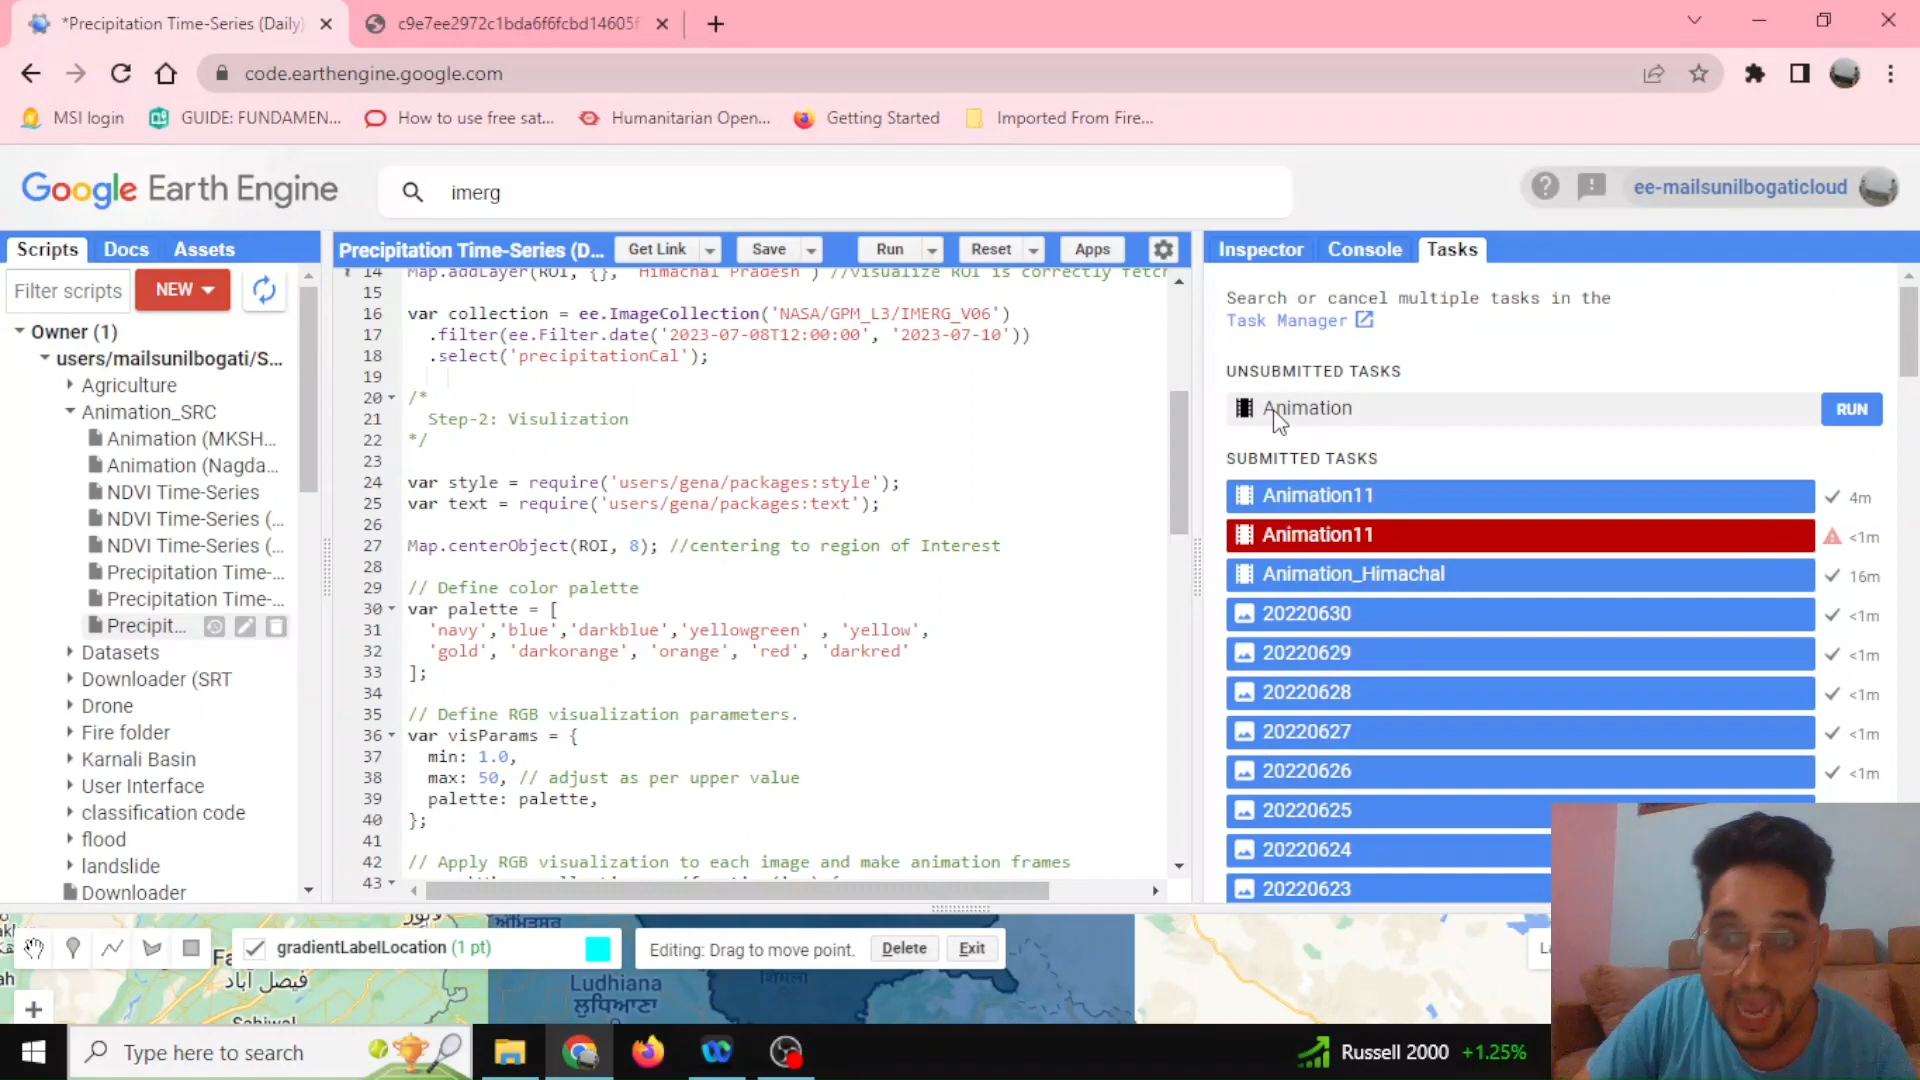 *Precipitation Time-Series (Daily)
c9e7ee2972c1bda6f6fcbd14605f
code.earthengine.google.com
MSI login
GUIDE: FUNDAMEN...
How to use free sat...
Humanitarian Open...
Getting Started
Imported From Fire...
Google Earth Engine
imerg
ee-mailsunilbogaticloud
Scripts
Docs
Assets
Precipitation Time-Series (D...
Get Link
Save
Run
Reset
Apps
Inspector
Console
Tasks
Filter scripts
NEW
Owner (1)
users/mailsunilbogati/S...
Agriculture
Animation_SRC
Animation (MKSH...
Animation (Nagda...
NDVI Time-Series
NDVI Time-Series (...
NDVI Time-Series (...
Precipitation Time-...
Precipitation Time-...
Precipit...
Datasets
Downloader (SRT
Drone
Fire folder
Karnali Basin
User Interface
classification code
flood
landslide
Downloader
14 Map.addLayer(ROI, {}, "Himachal Pradesh") //visualize ROI is correctly fetch
15
16 var collection = ee.ImageCollection('NASA/GPM_L3/IMERG_V06')
17 .filter(ee.Filter.date('2023-07-08T12:00:00', '2023-07-10'))
18 .select('precipitationCal');
19
20 /*
21 Step-2: Visulization
22 */
23
24 var style = require('users/gena/packages:style');
25 var text = require('users/gena/packages:text');
26
27 Map.centerObject(ROI, 8); //centering to region of Interest
28
29 // Define color palette
30 var palette = [
31 'navy','blue','darkblue','yellowgreen' , 'yellow',
32 'gold', 'darkorange', 'orange', 'red', 'darkred'
33 ];
34
35 // Define RGB visualization parameters.
36 var visParams = {
37 min: 1.0,
38 max: 50, // adjust as per upper value
39 palette: palette,
40 };
41
42 // Apply RGB visualization to each image and make animation frames
43
Search or cancel multiple tasks in the
Task Manager
UNSUBMITTED TASKS
Animation
RUN
SUBMITTED TASKS
Animation11 4m
Animation11 <1m
Animation_Himachal 16m
20220630 <1m
20220629 <1m
20220628 <1m
20220627 <1m
20220626 <1m
20220625
20220624
20220623
gradientLabelLocation (1 pt)
Editing: Drag to move point.
Delete
Exit
فيصل آباد
Ludhiana
ਲੁਧਿਆਣਾ
Type here to search
Russell 2000 +1.25%